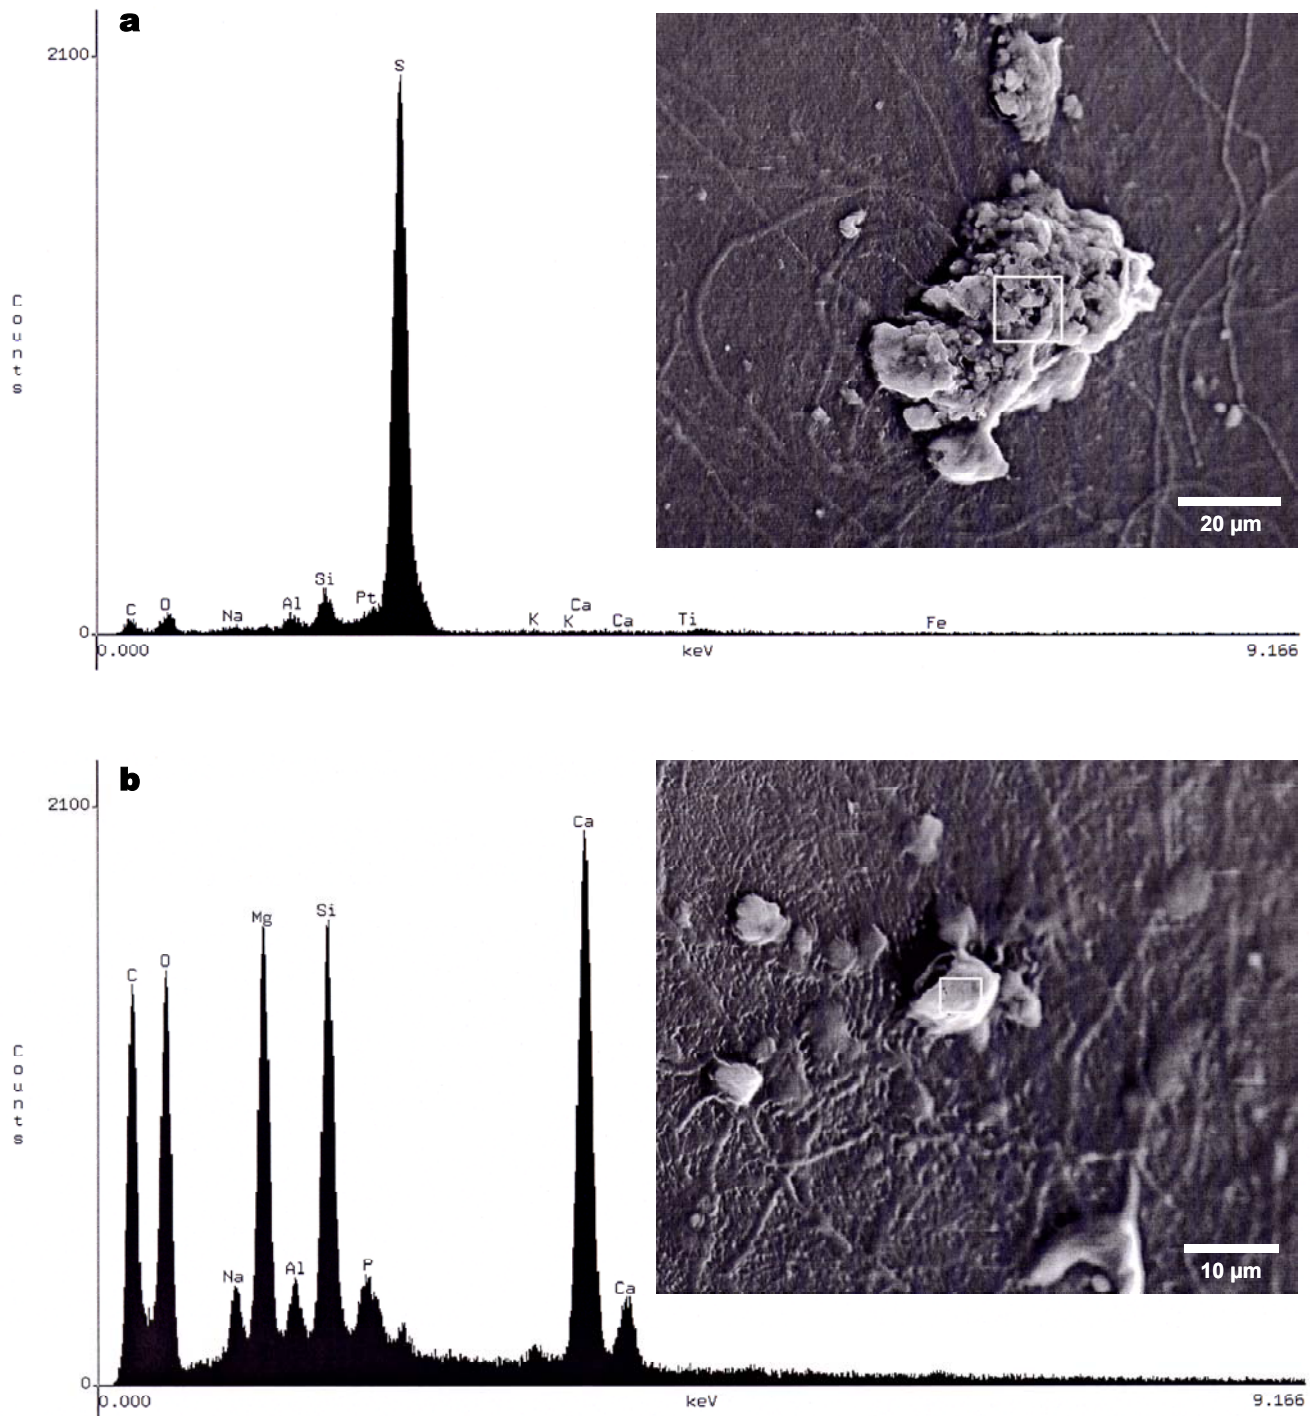 a
2100
S
Counts
C O Na Al Si Pt K K Ca Ca Ti Fe
0
0.000 keV 9.166
20 µm
b
2100
Ca
Mg Si
C O
Counts
Na Al P Ca
0
0.000 keV 9.166
10 µm